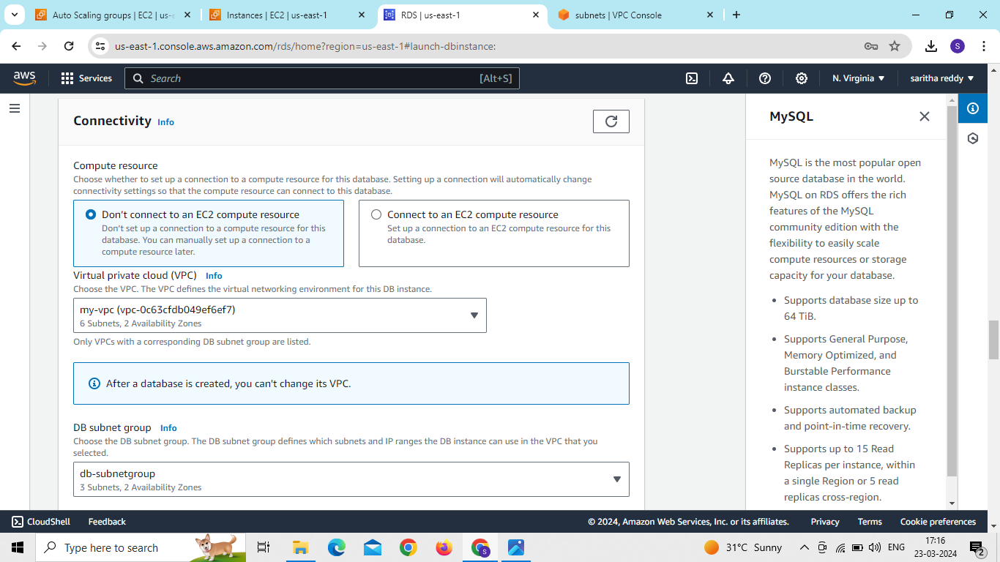 Auto Scaling groups | EC2 | us-e
Instances | EC2 | us-east-1
RDS | us-east-1
subnets | VPC Console
us-east-1.console.aws.amazon.com/rds/home?region=us-east-1#launch-dbinstance:
S
aws
Services
Search
[Alt+S]
N. Virginia
saritha reddy
Connectivity Info
Compute resource
Choose whether to set up a connection to a compute resource for this database. Setting up a connection will automatically change
connectivity settings so that the compute resource can connect to this database.
Don't connect to an EC2 compute resource
Don't set up a connection to a compute resource for this
database. You can manually set up a connection to a
compute resource later.
Connect to an EC2 compute resource
Set up a connection to an EC2 compute resource for this
database.
Virtual private cloud (VPC) Info
Choose the VPC. The VPC defines the virtual networking environment for this DB instance.
my-vpc (vpc-0c63cfdb049ef6ef7)
6 Subnets, 2 Availability Zones
Only VPCs with a corresponding DB subnet group are listed.
After a database is created, you can't change its VPC.
DB subnet group Info
Choose the DB subnet group. The DB subnet group defines which subnets and IP ranges the DB instance can use in the VPC that you
selected.
db-subnetgroup
3 Subnets, 2 Availability Zones
MySQL
MySQL is the most popular open
source database in the world.
MySQL on RDS offers the rich
features of the MySQL
community edition with the
flexibility to easily scale
compute resources or storage
capacity for your database.
• Supports database size up to
64 TiB.
• Supports General Purpose,
Memory Optimized, and
Burstable Performance
instance classes.
• Supports automated backup
and point-in-time recovery.
• Supports up to 15 Read
Replicas per instance, within
a single Region or 5 read
replicas cross-region.
CloudShell
Feedback
© 2024, Amazon Web Services, Inc. or its affiliates.
Privacy
Terms
Cookie preferences
Type here to search
S
31°C Sunny
ENG
17:16
23-03-2024
2